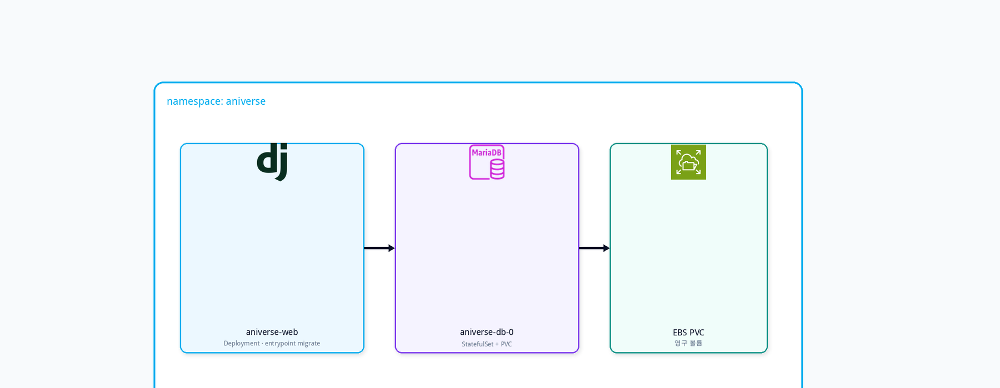 namespace: aniverse
dj
MariaDB
aniverse-web
Deployment · entrypoint migrate
aniverse-db-0
StatefulSet + PVC
EBS PVC
영구 볼륨